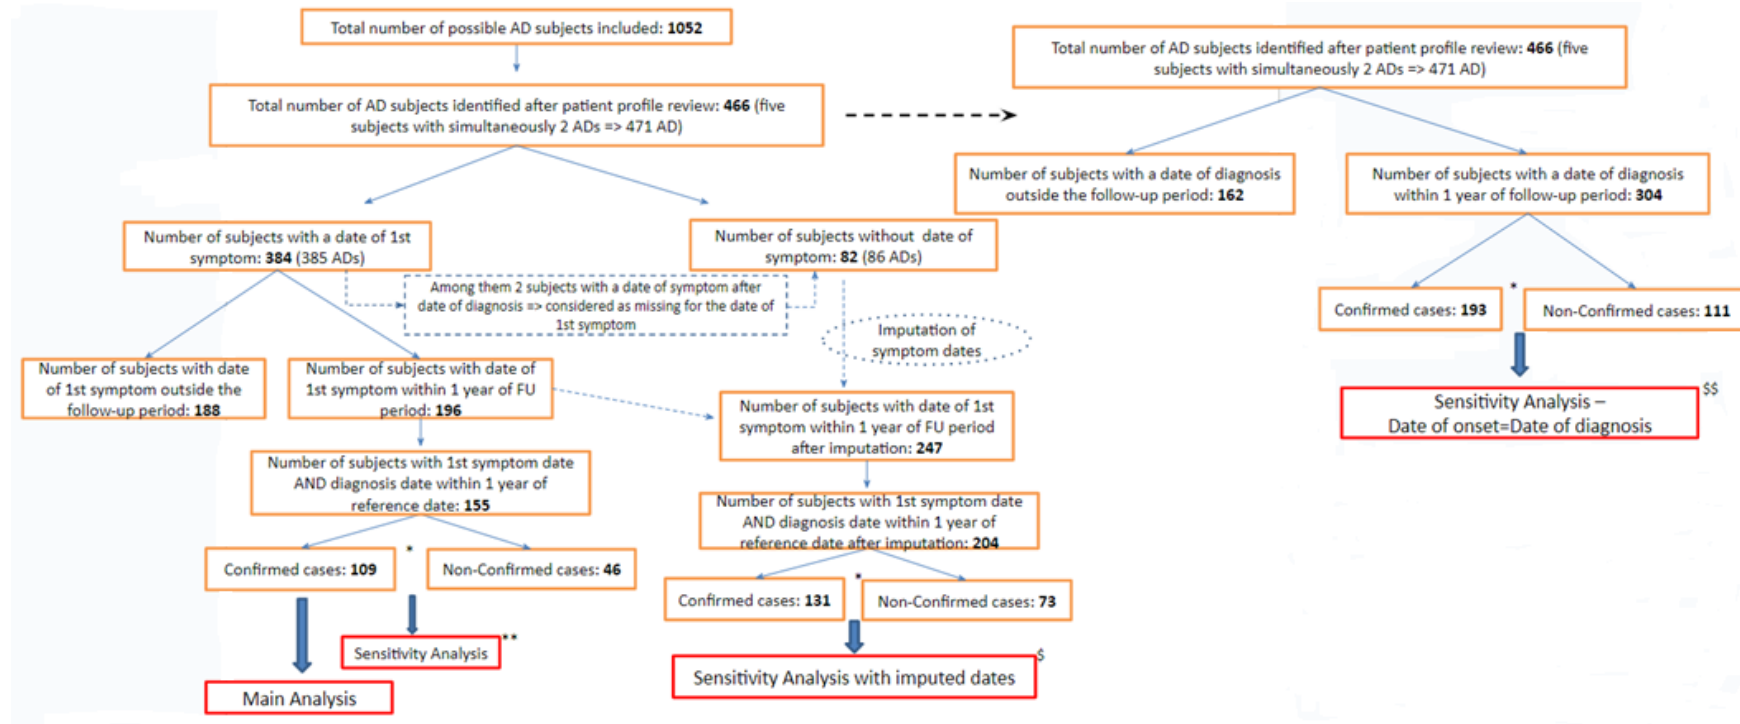 Total number of possible AD subjects included: 1052
Total number of AD subjects identified after patient profile review: 466 (five
subjects with simultaneously 2 ADs => 471 AD)
Number of subjects with a date of 1st
symptom: 384 (385 ADs)
Number of subjects without date of
symptom: 82 (86 ADs)
Among them 2 subjects with a date of symptom after
date of diagnosis => considered as missing for the date of
1st symptom
Imputation of
symptom dates
Number of subjects with date
of 1st symptom outside the
follow-up period: 188
Number of subjects with date of
1st symptom within 1 year of FU
period: 196
Number of subjects with date of 1st
symptom within 1 year of FU period
after imputation: 247
Number of subjects with 1st symptom date
AND diagnosis date within 1 year of
reference date: 155
Number of subjects with 1st symptom date
AND diagnosis date within 1 year of
reference date after imputation: 204
Confirmed cases: 109
*
Non-Confirmed cases: 46
Confirmed cases: 131
*
Non-Confirmed cases: 73
Sensitivity Analysis
**
Main Analysis
Sensitivity Analysis with imputed dates
$
Total number of AD subjects identified after patient profile review: 466 (five
subjects with simultaneously 2 ADs => 471 AD)
Number of subjects with a date of diagnosis
outside the follow-up period: 162
Number of subjects with a date of diagnosis
within 1 year of follow-up period: 304
Confirmed cases: 193
*
Non-Confirmed cases: 111
Sensitivity Analysis –
Date of onset=Date of diagnosis
$$